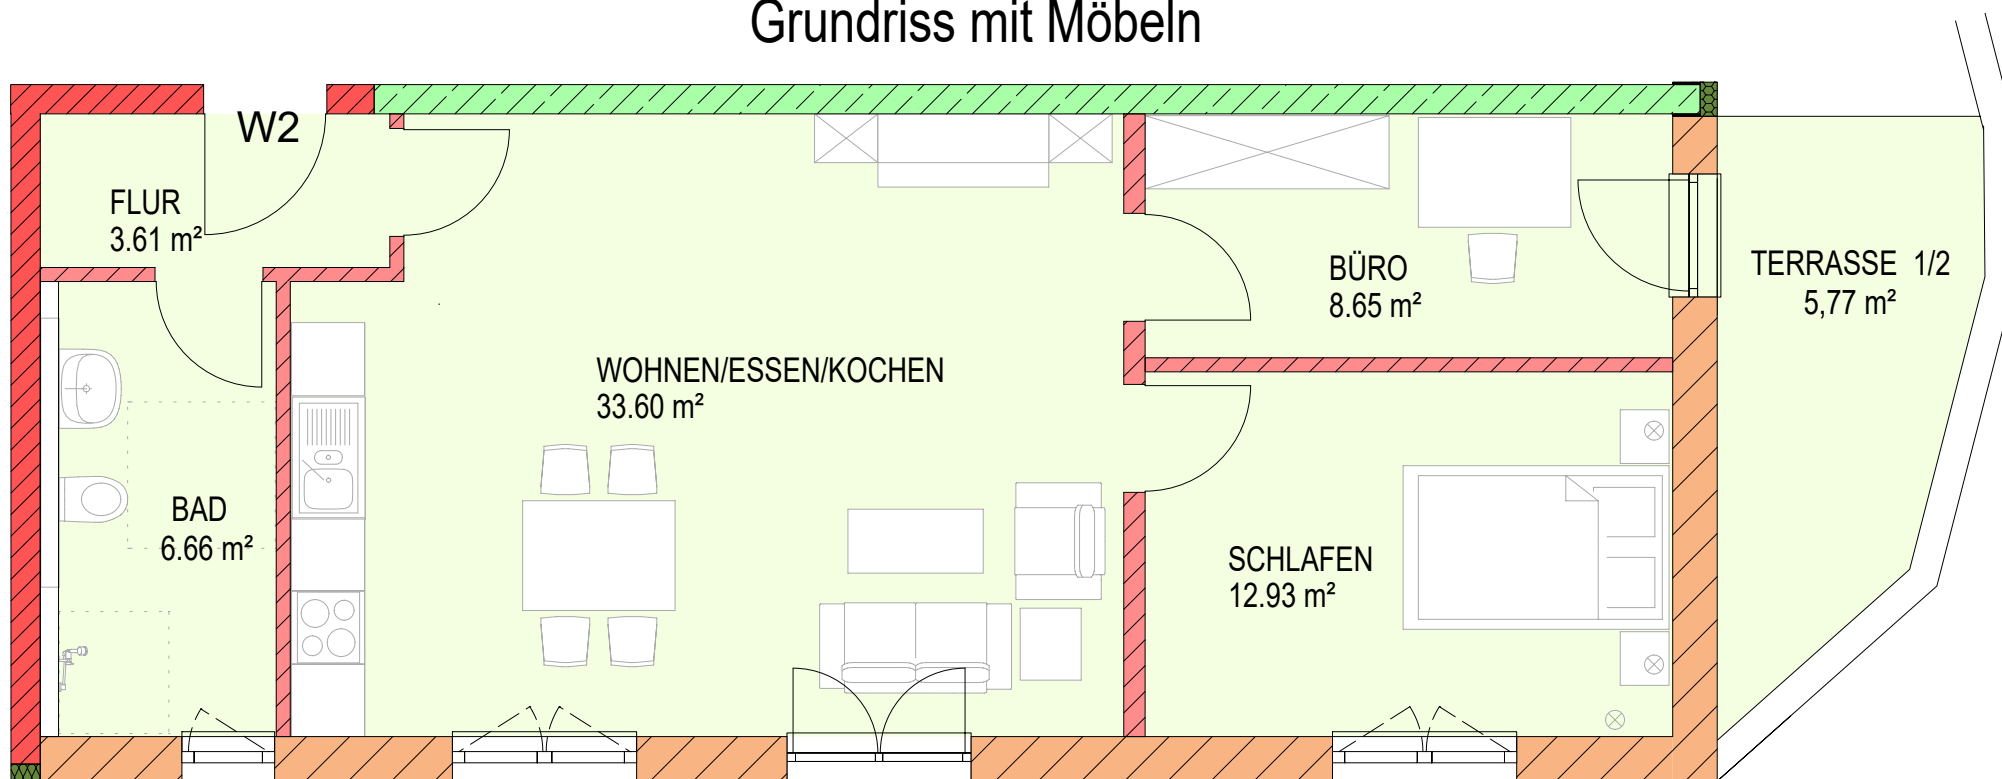 Grundriss mit Möbeln
W2
FLUR
3.61 m²
BÜRO
8.65 m²
TERRASSE 1/2
5,77 m²
WOHNEN/ESSEN/KOCHEN
33.60 m²
BAD
6.66 m²
SCHLAFEN
12.93 m²